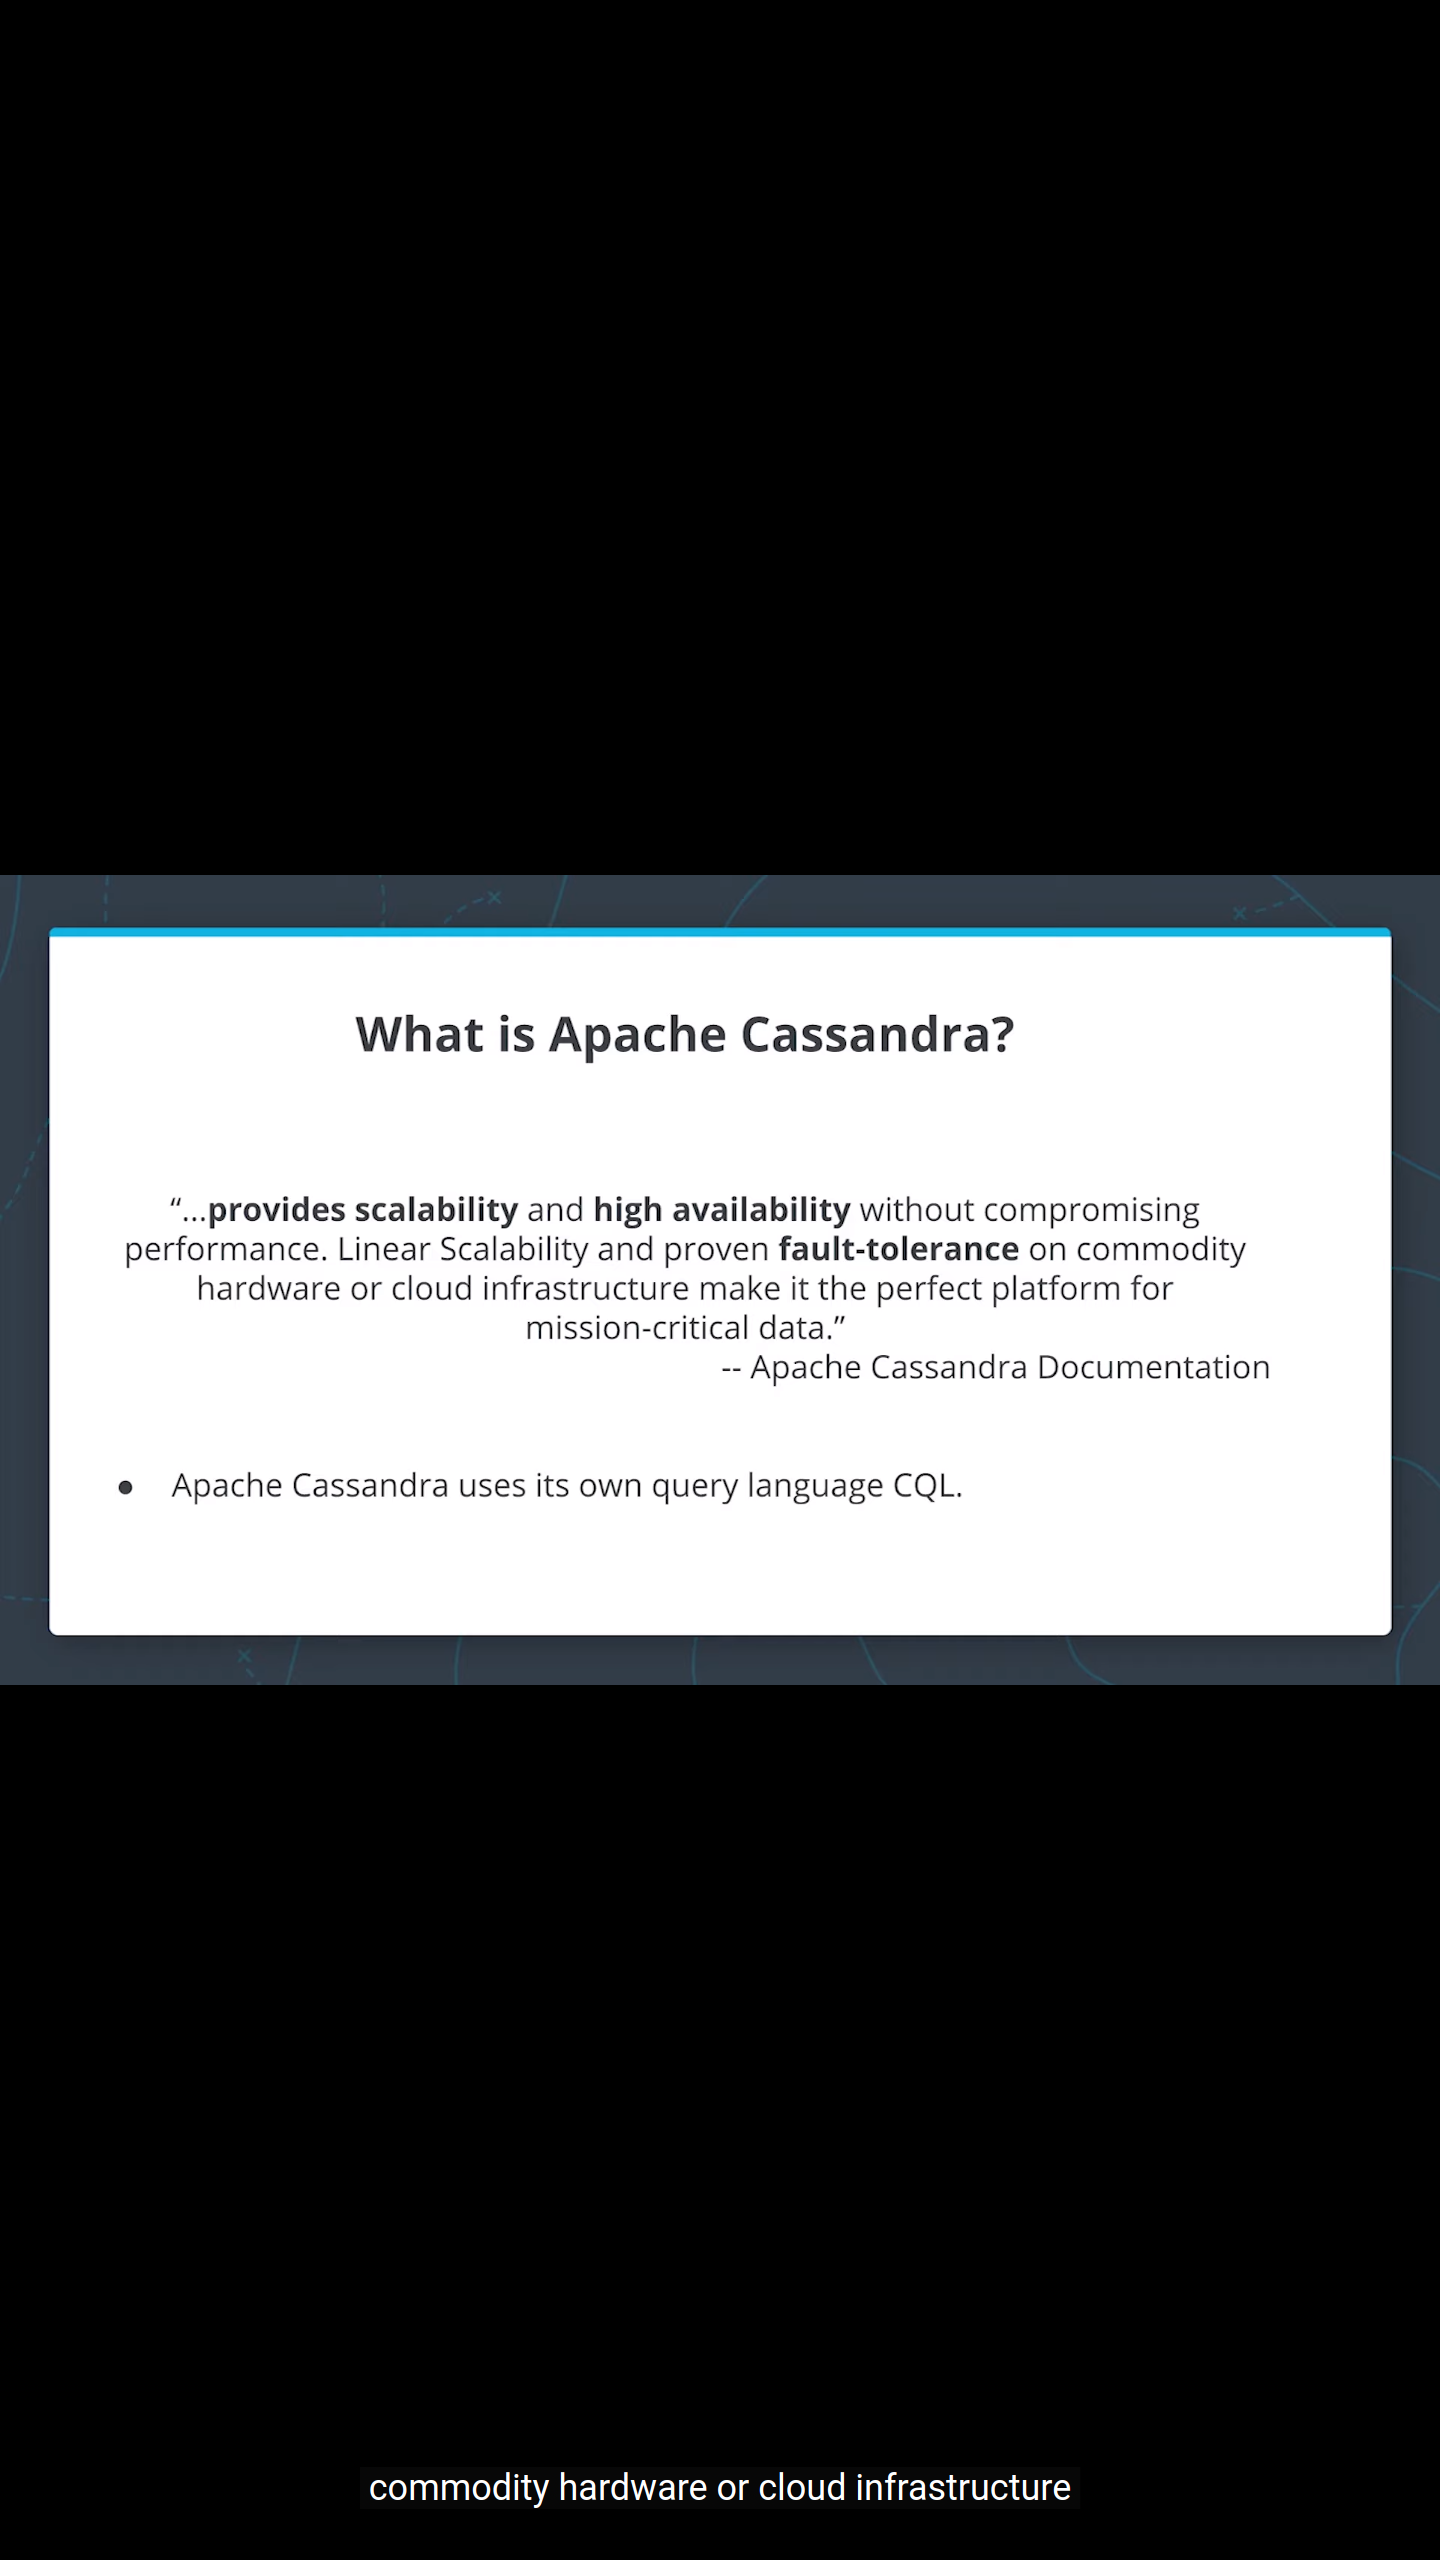 What is Apache Cassandra?
“...provides scalability and high availability without compromising
performance. Linear Scalability and proven fault-tolerance on commodity
hardware or cloud infrastructure make it the perfect platform for
mission-critical data.”
-- Apache Cassandra Documentation
● Apache Cassandra uses its own query language CQL.
commodity hardware or cloud infrastructure